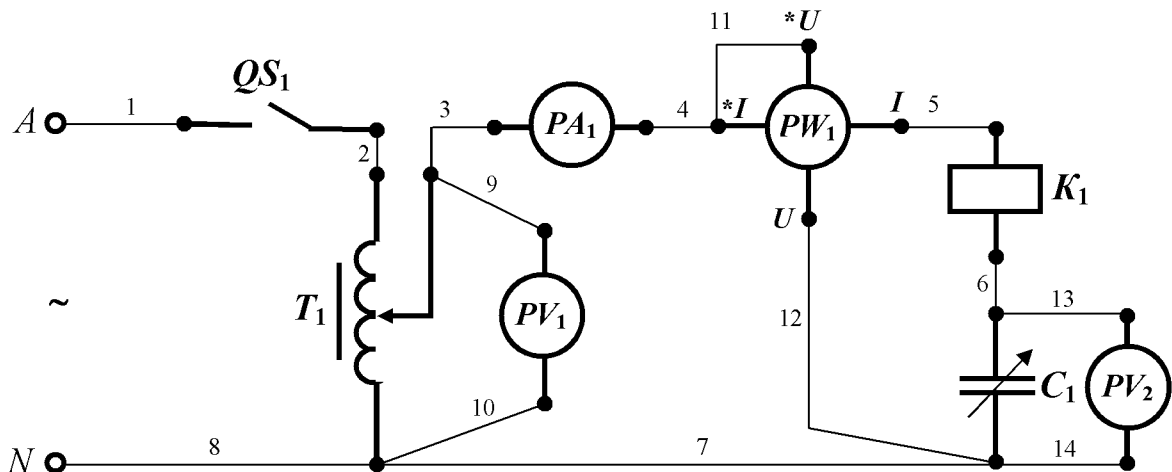 11 *U
QS₁
A 1 3 PA₁ 4 *I PW₁ I 5
2
9 U K₁
6
~ T₁ PV₁ 12 13
C₁ PV₂
10
N 8 7 14